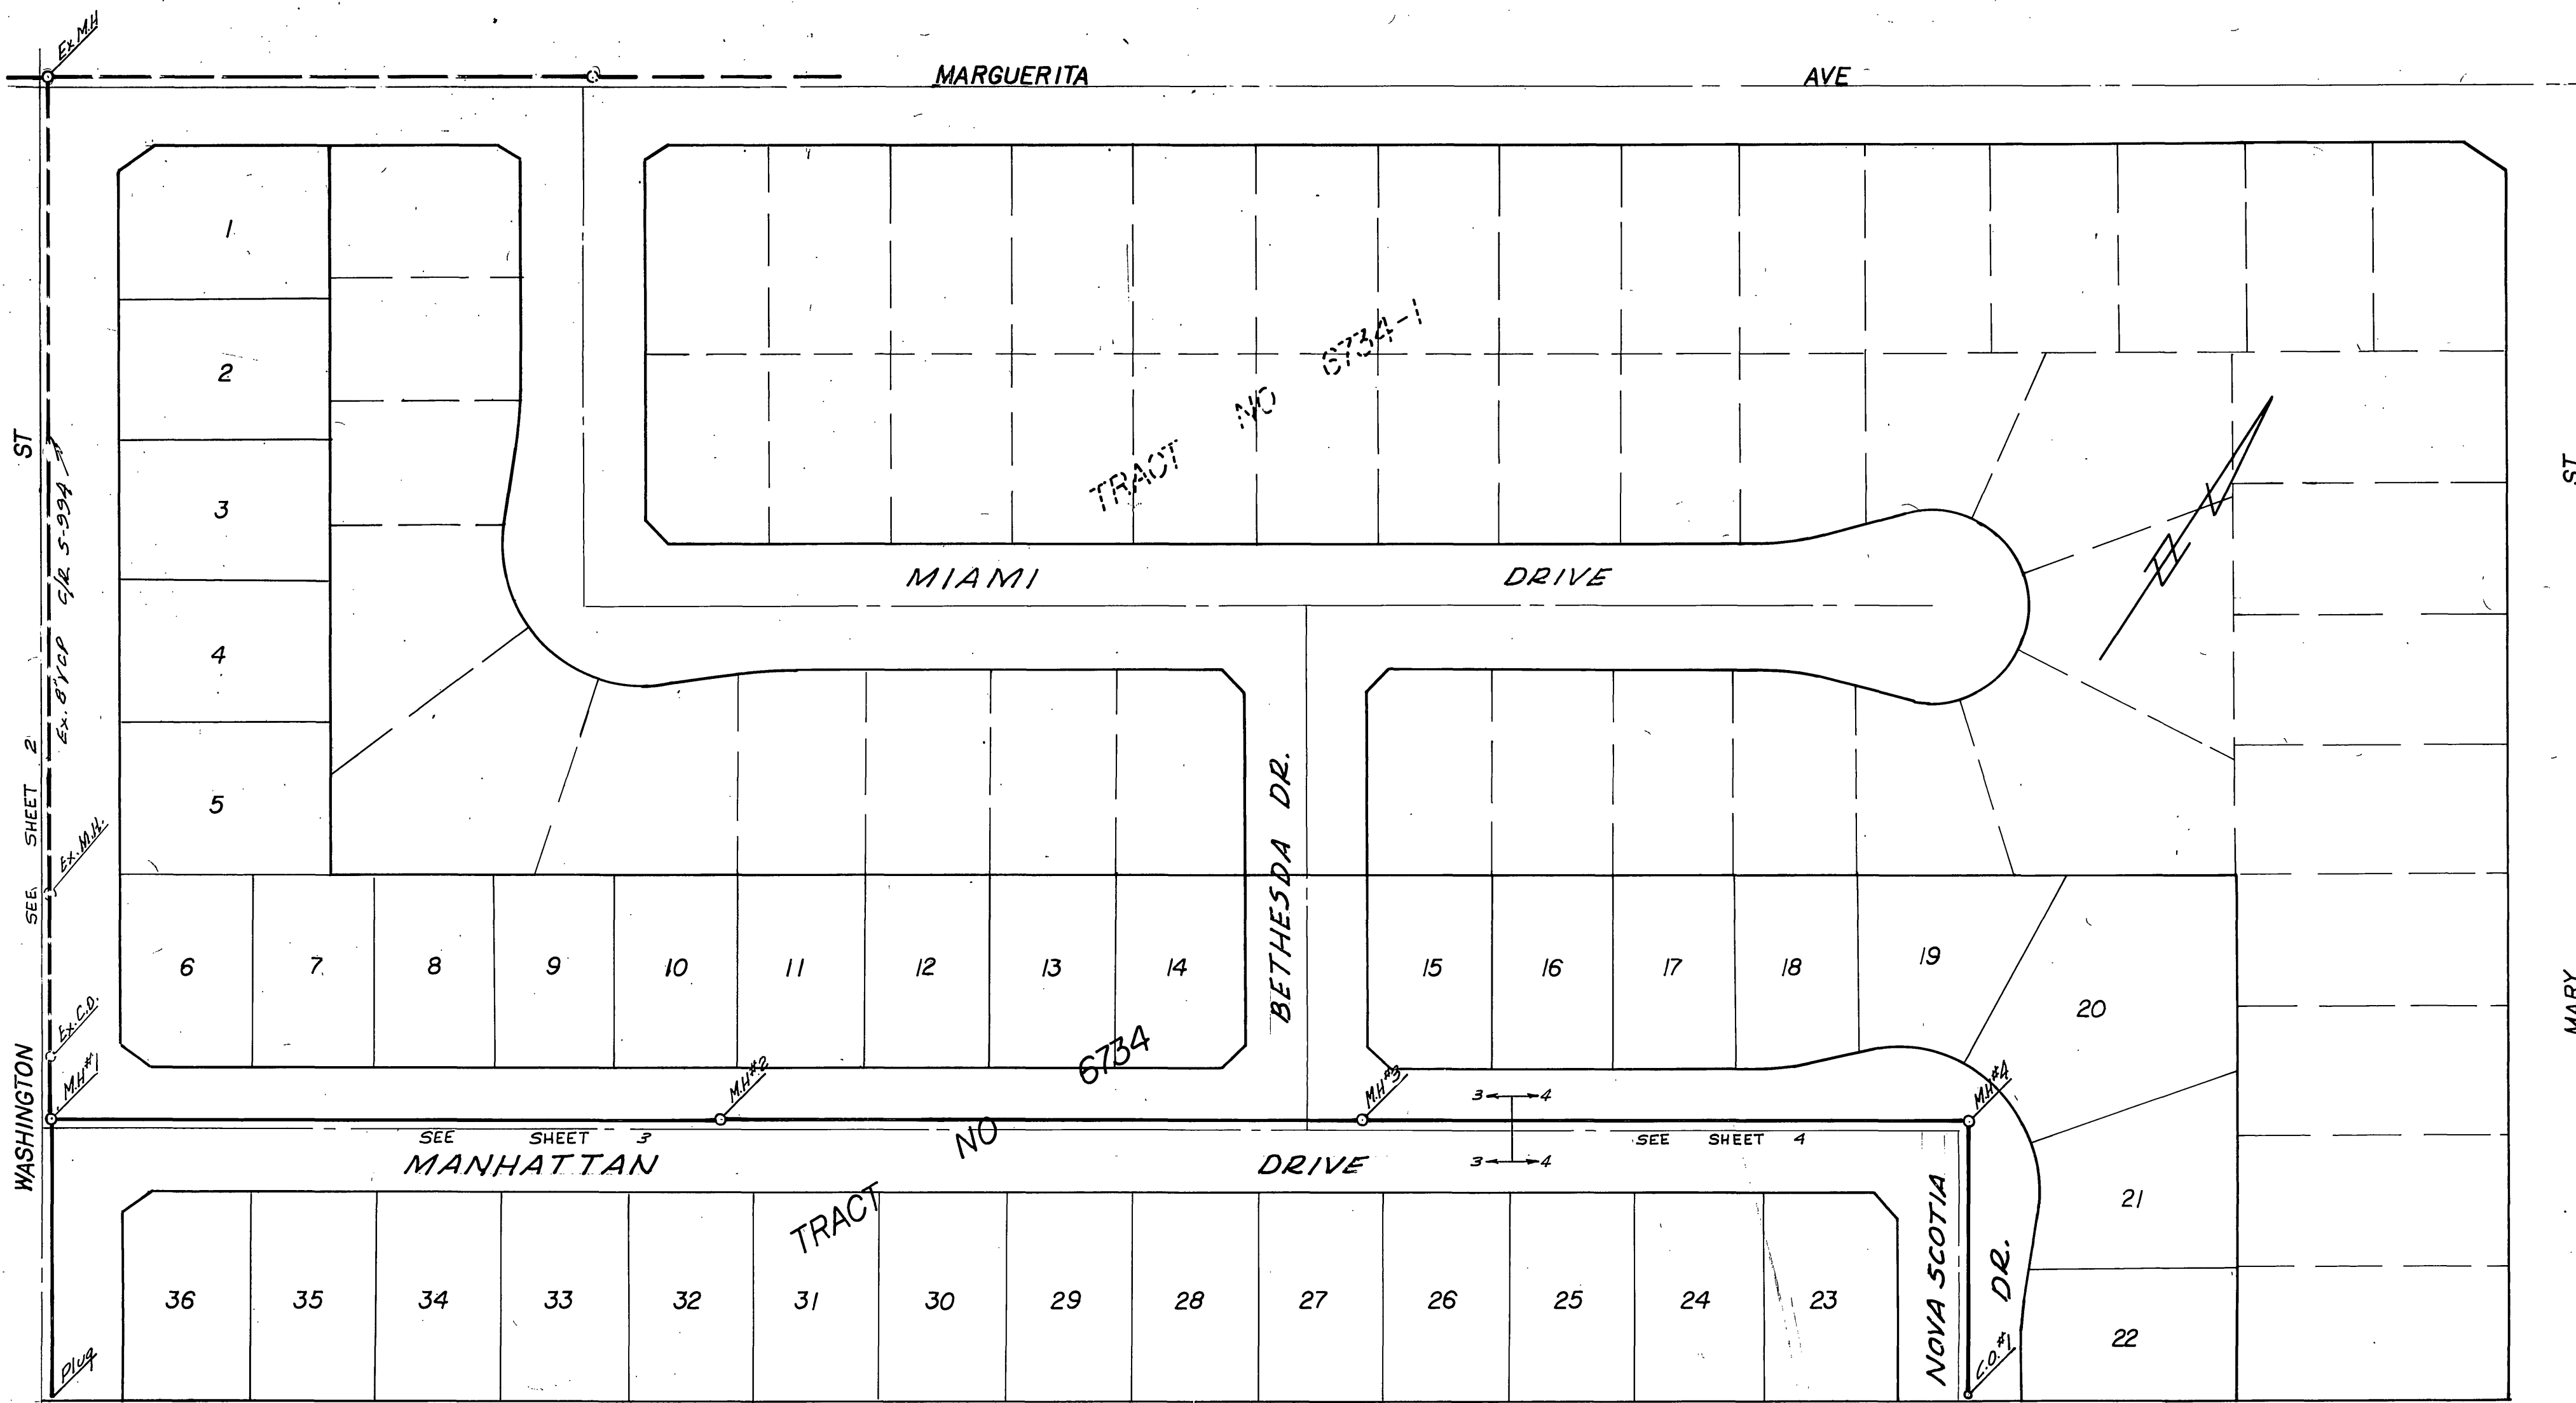 Ex M.H
MARGUERITA AVE
1
2
3
4
5
ST
Ex. 8" VCP C/R S-994
SEE SHEET 2
Ex. M.H.
Ex. C.O.
M.H #1
WASHINGTON
TRACT NO 6734-1
MIAMI DRIVE
BETHESDA DR.
ST
MARY
6 7 8 9 10 11 12 13 14
15 16 17 18 19 20
M.H #2
M.H #3
M.H #4
3 4
SEE SHEET 3
SEE SHEET 4
3 4
MANHATTAN DRIVE
TRACT NO 6734
NOVA SCOTIA DR.
21
22
36 35 34 33 32 31 30 29 28 27 26 25 24 23
Plug
C.O. #1